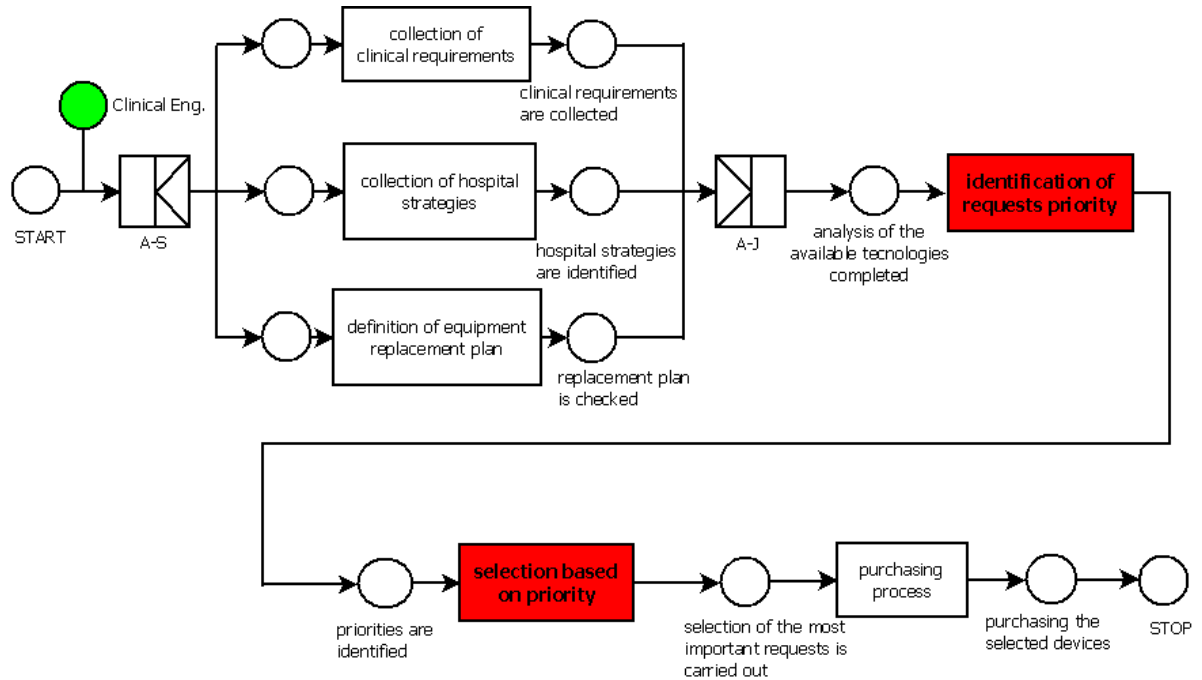 collection of
clinical requirements
Clinical Eng.
clinical requirements
are collected
START
A-S
collection of hospital
strategies
hospital strategies
are identified
A-J
identification of
requests priority
analysis of the
available tecnologies
completed
definition of equipment
replacement plan
replacement plan
is checked
priorities are
identified
selection based
on priority
selection of the most
important requests is
carried out
purchasing
process
purchasing the
selected devices
STOP